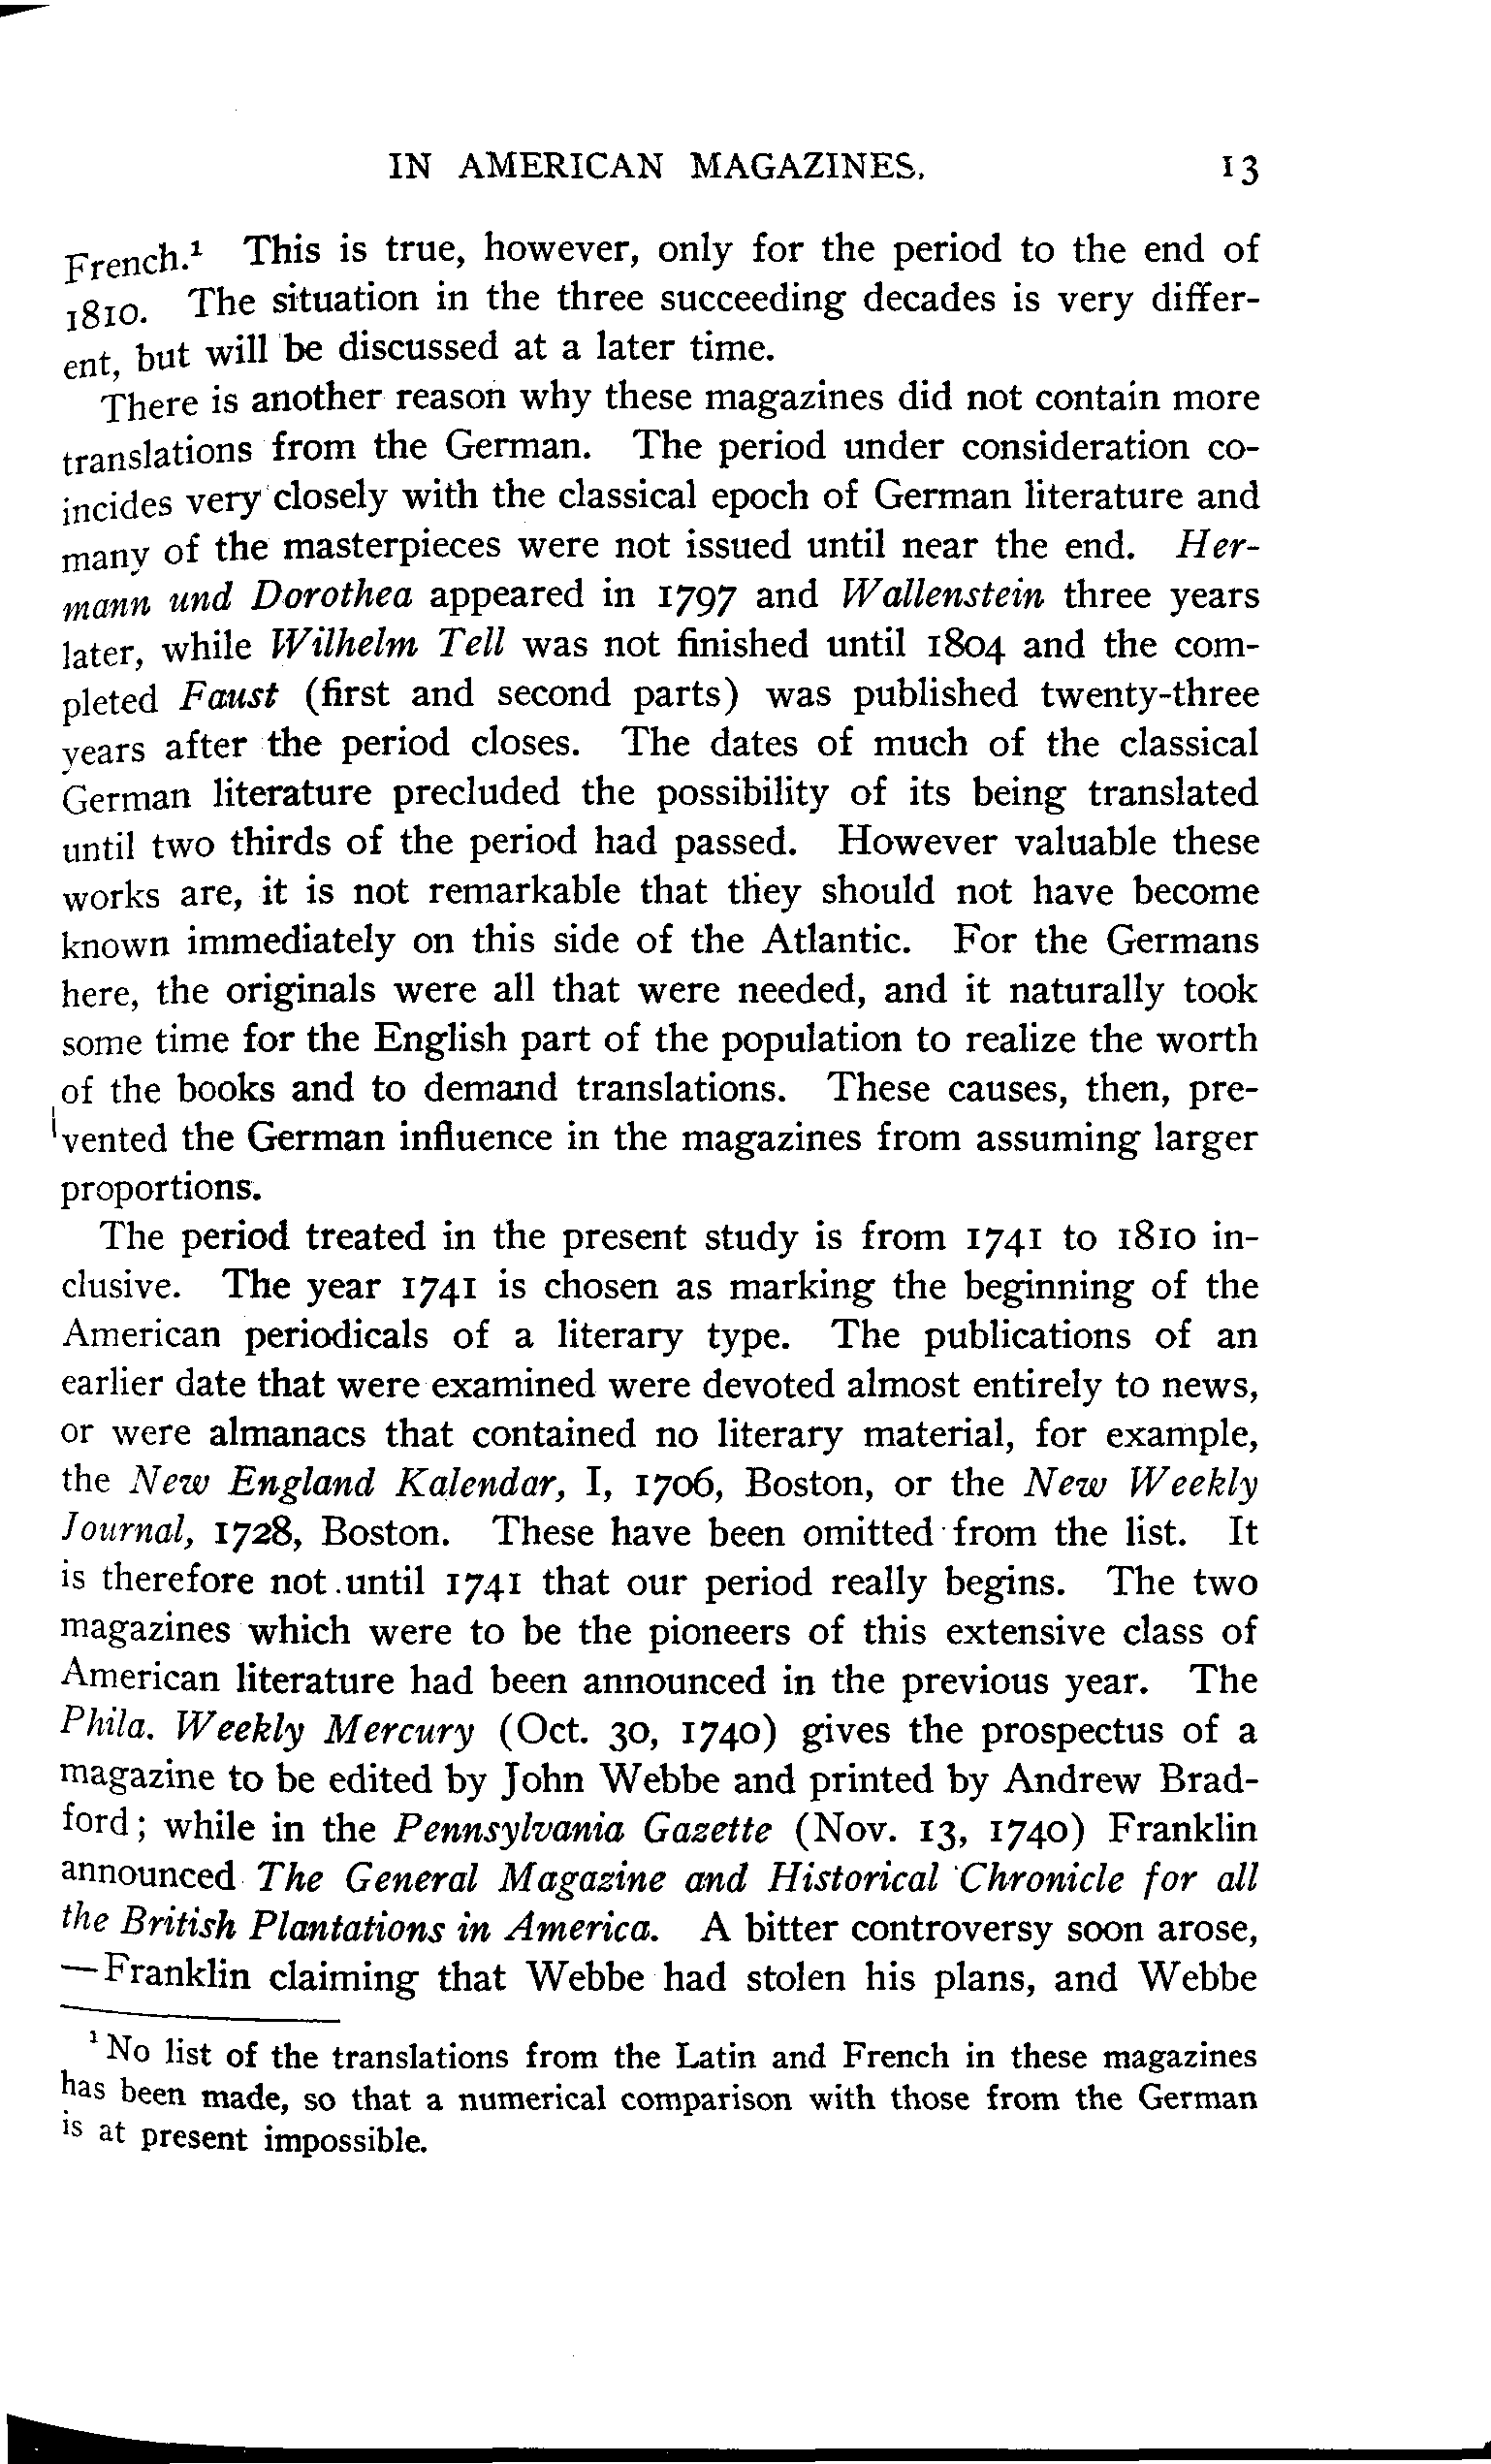 IN AMERICAN MAGAZINES. 13
French.¹ This is true, however, only for the period to the end of
1810. The situation in the three succeeding decades is very differ-
ent, but will be discussed at a later time.
There is another reason why these magazines did not contain more
translations from the German. The period under consideration co-
incides very closely with the classical epoch of German literature and
many of the masterpieces were not issued until near the end. Her-
mann und Dorothea appeared in 1797 and Wallenstein three years
later, while Wilhelm Tell was not finished until 1804 and the com-
pleted Faust (first and second parts) was published twenty-three
years after the period closes. The dates of much of the classical
German literature precluded the possibility of its being translated
until two thirds of the period had passed. However valuable these
works are, it is not remarkable that they should not have become
known immediately on this side of the Atlantic. For the Germans
here, the originals were all that were needed, and it naturally took
some time for the English part of the population to realize the worth
of the books and to demand translations. These causes, then, pre-
vented the German influence in the magazines from assuming larger
proportions.
The period treated in the present study is from 1741 to 1810 in-
clusive. The year 1741 is chosen as marking the beginning of the
American periodicals of a literary type. The publications of an
earlier date that were examined were devoted almost entirely to news,
or were almanacs that contained no literary material, for example,
the New England Kalendar, I, 1706, Boston, or the New Weekly
Journal, 1728, Boston. These have been omitted from the list. It
is therefore not until 1741 that our period really begins. The two
magazines which were to be the pioneers of this extensive class of
American literature had been announced in the previous year. The
Phila. Weekly Mercury (Oct. 30, 1740) gives the prospectus of a
magazine to be edited by John Webbe and printed by Andrew Brad-
ford; while in the Pennsylvania Gazette (Nov. 13, 1740) Franklin
announced The General Magazine and Historical Chronicle for all
the British Plantations in America. A bitter controversy soon arose,
—Franklin claiming that Webbe had stolen his plans, and Webbe
¹ No list of the translations from the Latin and French in these magazines
has been made, so that a numerical comparison with those from the German
is at present impossible.